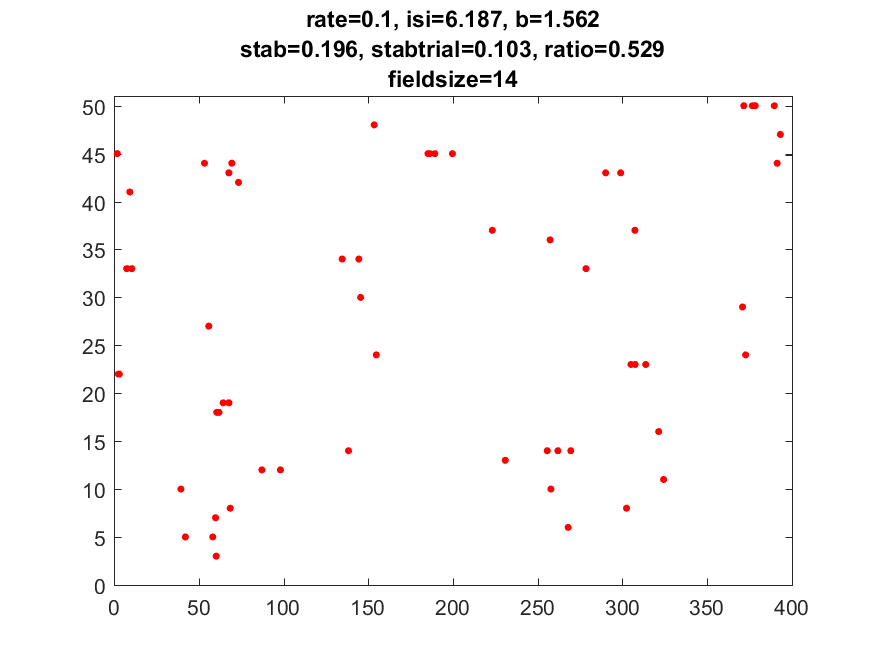 rate=0.1, isi=6.187, b=1.562
stab=0.196, stabtrial=0.103, ratio=0.529
fieldsize=14
50
45
40
35
30
25
20
15
10
5
0
0 50 100 150 200 250 300 350 400